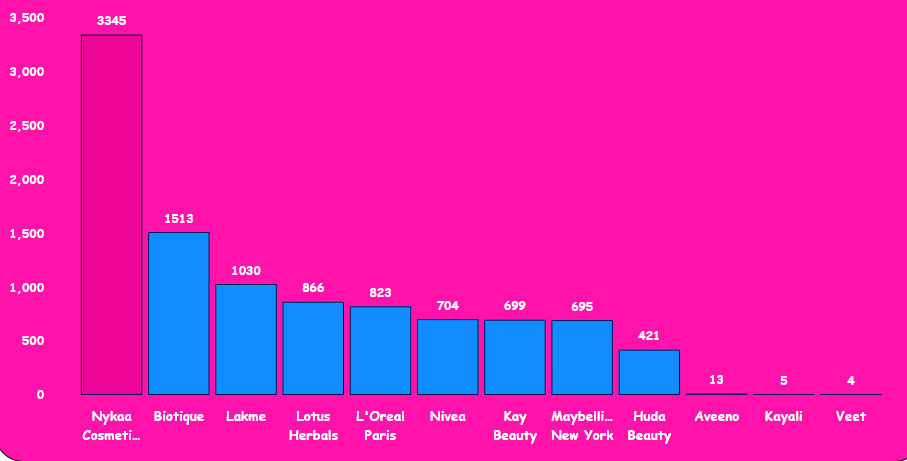 3,500
3,000
2,500
2,000
1,500
1,000
500
0
3345
1513
1030
866
823
704
699
695
421
13
5
4
Nykaa
Cosmeti...
Biotique
Lakme
Lotus
Herbals
L'Oreal
Paris
Nivea
Kay
Beauty
Maybelli...
New York
Huda
Beauty
Aveeno
Kayali
Veet